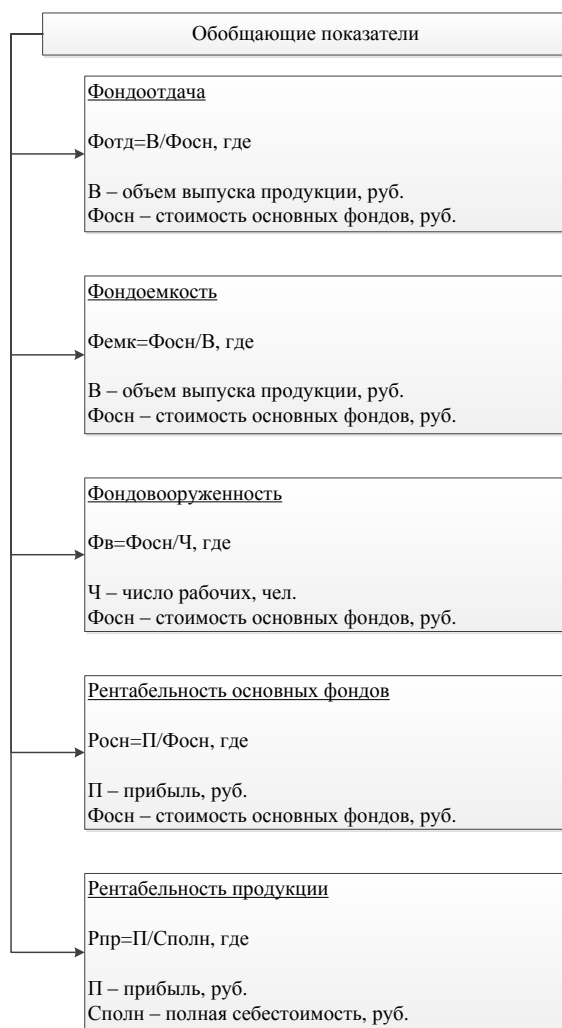 Обобщающие показатели
Фондоотдача
Фотд=В/Фосн, где
В – объем выпуска продукции, руб.
Фосн – стоимость основных фондов, руб.
Фондоемкость
Фемк=Фосн/В, где
В – объем выпуска продукции, руб.
Фосн – стоимость основных фондов, руб.
Фондовооруженность
Фв=Фосн/Ч, где
Ч – число рабочих, чел.
Фосн – стоимость основных фондов, руб.
Рентабельность основных фондов
Росн=П/Фосн, где
П – прибыль, руб.
Фосн – стоимость основных фондов, руб.
Рентабельность продукции
Рпр=П/Сполн, где
П – прибыль, руб.
Сполн – полная себестоимость, руб.